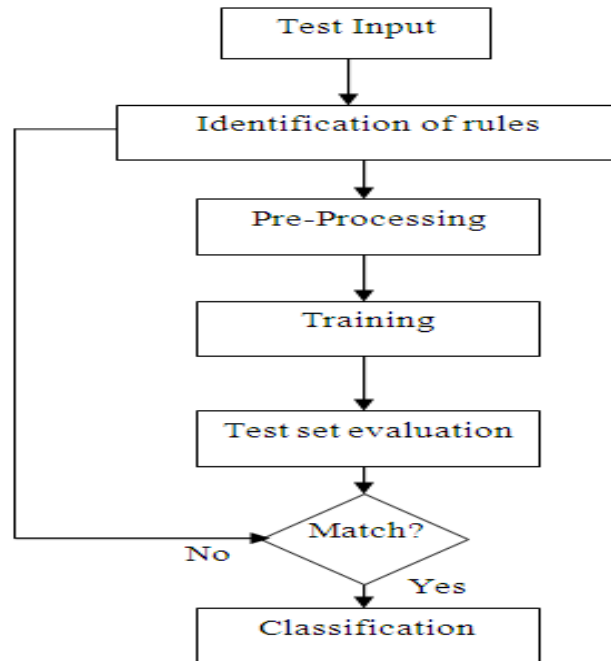 Test Input
Identification of rules
Pre-Processing
Training
Test set evaluation
Match?
No
Yes
Classification